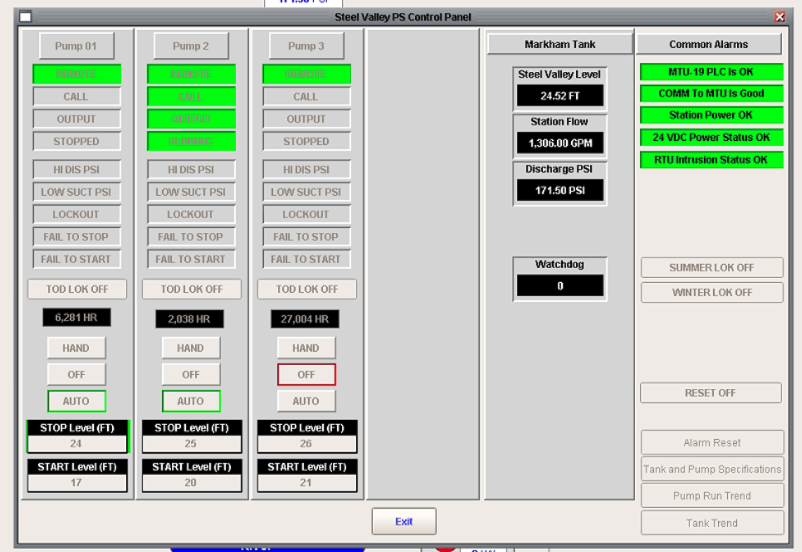 Steel Valley PS Control Panel
Pump 01
REMOTE
CALL
OUTPUT
STOPPED
HI DIS PSI
LOW SUCT PSI
LOCKOUT
FAIL TO STOP
FAIL TO START
TOD LOK OFF
6,281 HR
HAND
OFF
AUTO
STOP Level (FT)
24
START Level (FT)
17
Pump 2
REMOTE
CALL
OUTPUT
RUNNING
HI DIS PSI
LOW SUCT PSI
LOCKOUT
FAIL TO STOP
FAIL TO START
TOD LOK OFF
2,038 HR
HAND
OFF
AUTO
STOP Level (FT)
25
START Level (FT)
20
Pump 3
REMOTE
CALL
OUTPUT
STOPPED
HI DIS PSI
LOW SUCT PSI
LOCKOUT
FAIL TO STOP
FAIL TO START
TOD LOK OFF
27,004 HR
HAND
OFF
AUTO
STOP Level (FT)
26
START Level (FT)
21
Markham Tank
Steel Valley Level
24.52 FT
Station Flow
1,306.00 GPM
Discharge PSI
171.50 PSI
Watchdog
0
Common Alarms
MTU-19 PLC Is OK
COMM To MTU Is Good
Station Power OK
24 VDC Power Status OK
RTU Intrusion Status OK
SUMMER LOK OFF
WINTER LOK OFF
RESET OFF
Alarm Reset
Tank and Pump Specifications
Pump Run Trend
Tank Trend
Exit